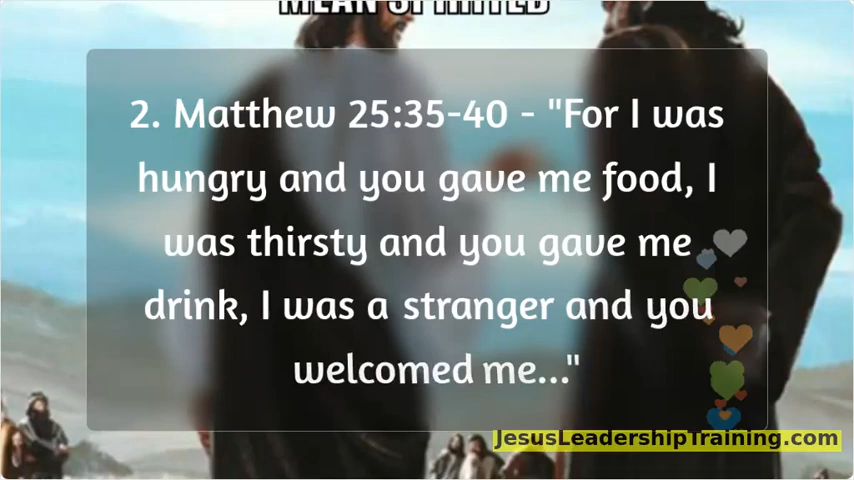 MEAN SPIRITED
2. Matthew 25:35-40 - "For I was
hungry and you gave me food, I
was thirsty and you gave me
drink, I was a stranger and you
welcomed me..."
JesusLeadershipTraining.com